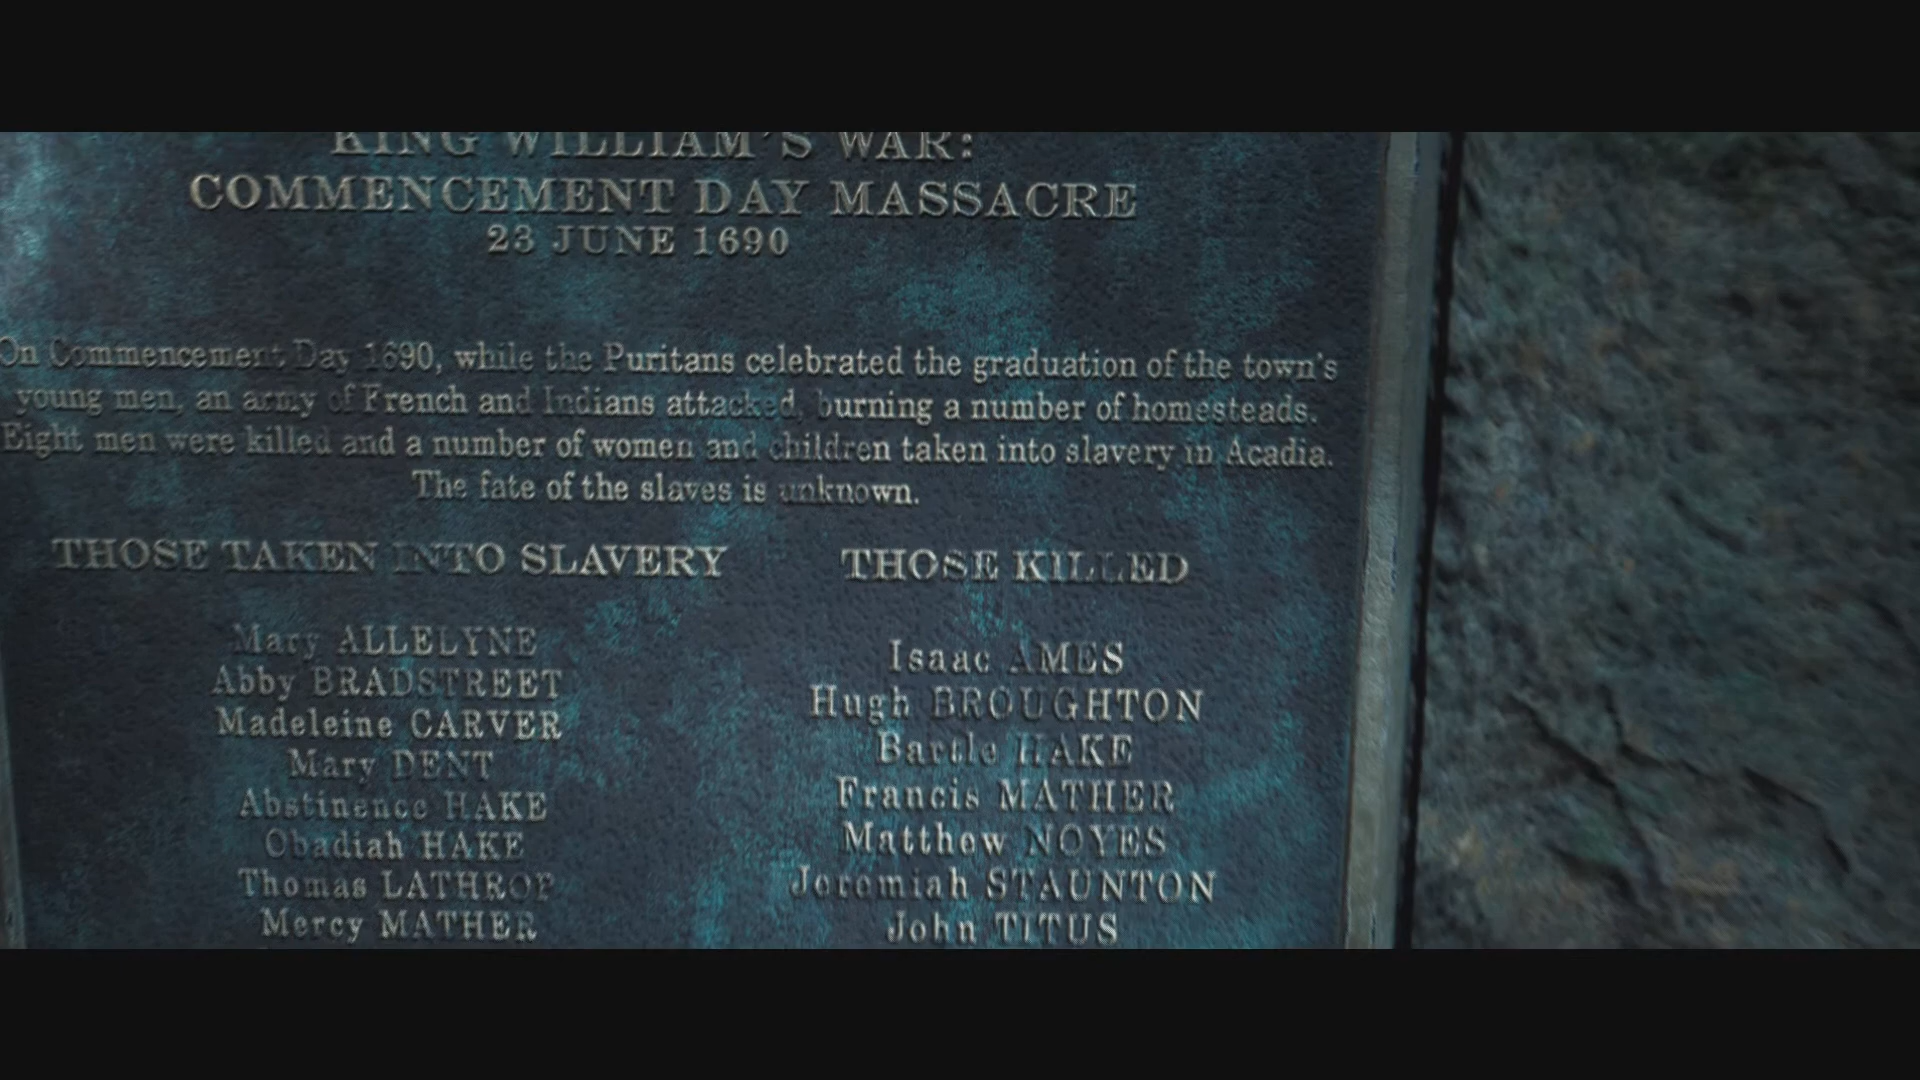 KING WILLIAM'S WAR:
COMMENCEMENT DAY MASSACRE
23 JUNE 1690
On Commencement Day 1690, while the Puritans celebrated the graduation of the town's
young men, an army of French and Indians attacked, burning a number of homesteads.
Eight men were killed and a number of women and children taken into slavery in Acadia.
The fate of the slaves is unknown.
THOSE TAKEN INTO SLAVERY
Mary ALLELYNE
Abby BRADSTREET
Madeleine CARVER
Mary DENT
Abstinence HAKE
Obadiah HAKE
Thomas LATHROP
Mercy MATHER
THOSE KILLED
Isaac AMES
Hugh BROUGHTON
Bartle HAKE
Francis MATHER
Matthew NOYES
Jeremiah STAUNTON
John TITUS